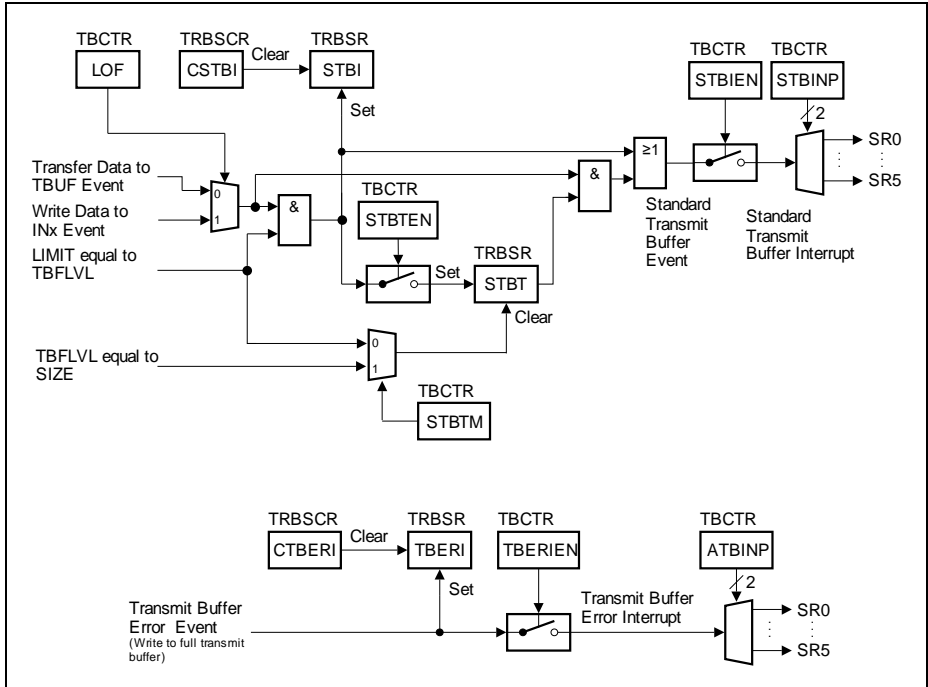 TBCTR
LOF
TRBSCR
CSTBI
Clear
TRBSR
STBI
Set
TBCTR
STBIEN
TBCTR
STBINP
2
SR0
SR5
Transfer Data to
TBUF Event
Write Data to
INx Event
LIMIT equal to
TBFLVL
0
1
&
TBCTR
STBTEN
Set
TRBSR
STBT
Clear
&
≥1
Standard
Transmit
Buffer
Event
Standard
Transmit
Buffer Interrupt
TBFLVL equal to
SIZE
0
1
TBCTR
STBTM
TRBSCR
CTBERI
Clear
TRBSR
TBERI
Set
TBCTR
TBERIEN
TBCTR
ATBINP
2
SR0
SR5
Transmit Buffer
Error Event
(Write to full transmit
buffer)
Transmit Buffer
Error Interrupt